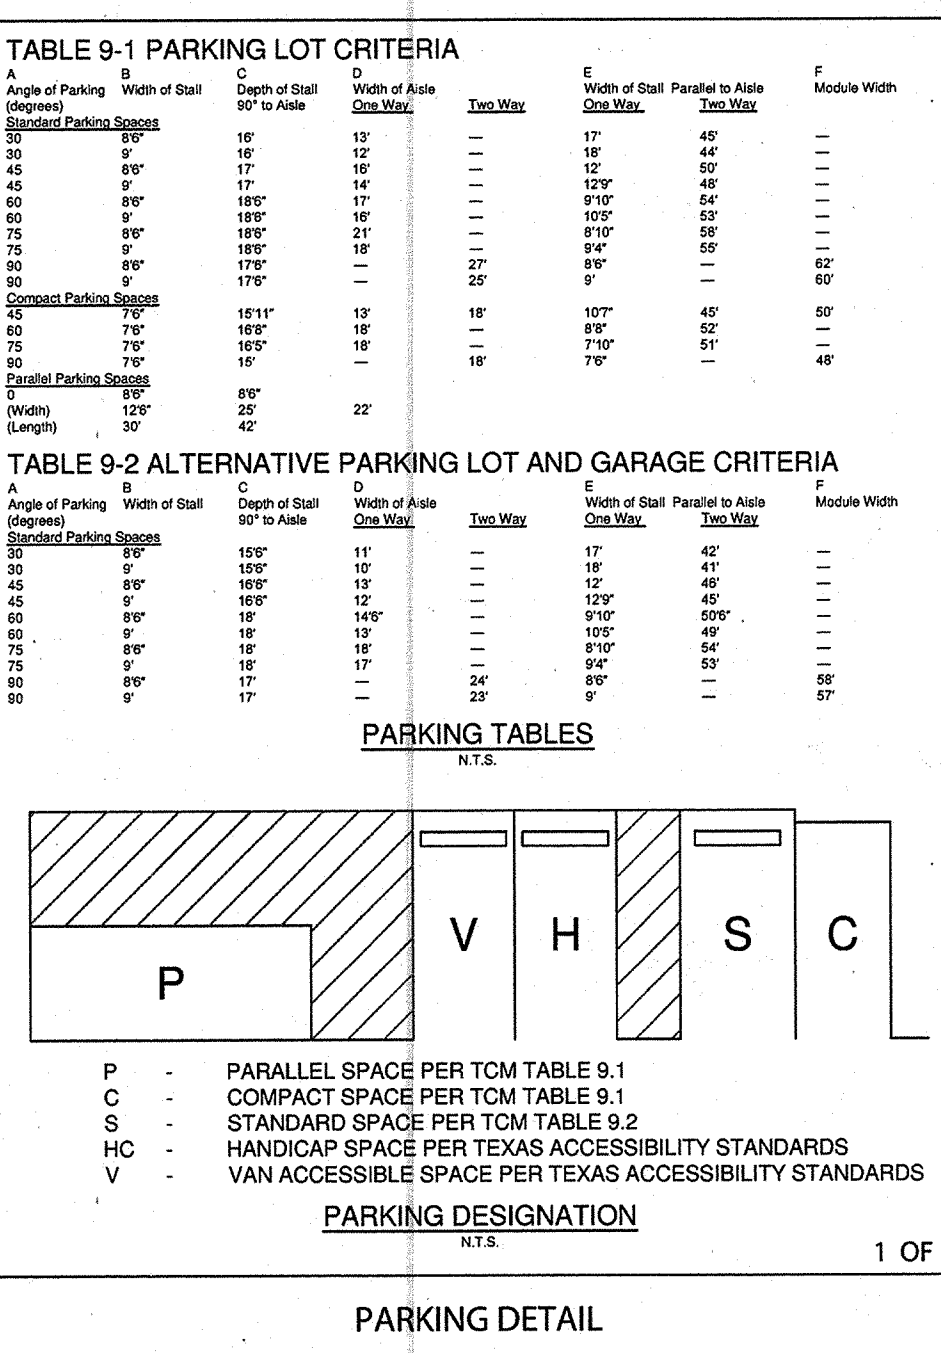 TABLE 9-1 PARKING LOT CRITERIA
A B C D E F
Angle of Parking Width of Stall Depth of Stall Width of Aisle Width of Stall Parallel to Aisle Module Width
(degrees) 90° to Aisle One Way Two Way One Way Two Way
Standard Parking Spaces
30 8'6" 16' 13' — 17' 45' —
30 9' 16' 12' — 18' 44' —
45 8'6" 17' 16' — 12' 50' —
45 9' 17' 14' — 12'9" 48' —
60 8'6" 18'6" 17' — 9'10" 54' —
60 9' 18'6" 16' — 10'5" 53' —
75 8'6" 18'6" 21' — 8'10" 58' —
75 9' 18'6" 18' — 9'4" 55' —
90 8'6" 17'6" — 27' 8'6" — 62'
90 9' 17'6" — 25' 9' — 60'
Compact Parking Spaces
45 7'6" 15'11" 13' 18' 10'7" 45' 50'
60 7'6" 16'8" 18' — 8'8" 52' —
75 7'6" 16'5" 18' — 7'10" 51' —
90 7'6" 15' — 18' 7'6" — 48'
Parallel Parking Spaces
0 8'6" 8'6"
(Width) 12'6" 25' 22'
(Length) 30' 42'
TABLE 9-2 ALTERNATIVE PARKING LOT AND GARAGE CRITERIA
A B C D E F
Angle of Parking Width of Stall Depth of Stall Width of Aisle Width of Stall Parallel to Aisle Module Width
(degrees) 90° to Aisle One Way Two Way One Way Two Way
Standard Parking Spaces
30 8'6" 15'6" 11' — 17' 42' —
30 9' 15'6" 10' — 18' 41' —
45 8'6" 16'6" 13' — 12' 46' —
45 9' 16'6" 12' — 12'9" 45' —
60 8'6" 18' 14'6" — 9'10" 50'6" —
60 9' 18' 13' — 10'5" 49' —
75 8'6" 18' 18' — 8'10" 54' —
75 9' 18' 17' — 9'4" 53' —
90 8'6" 17' — 24' 8'6" — 58'
90 9' 17' — 23' 9' — 57'
PARKING TABLES
N.T.S.
V H S C
P
P - PARALLEL SPACE PER TCM TABLE 9.1
C - COMPACT SPACE PER TCM TABLE 9.1
S - STANDARD SPACE PER TCM TABLE 9.2
HC - HANDICAP SPACE PER TEXAS ACCESSIBILITY STANDARDS
V - VAN ACCESSIBLE SPACE PER TEXAS ACCESSIBILITY STANDARDS
PARKING DESIGNATION
N.T.S.
1 OF
PARKING DETAIL